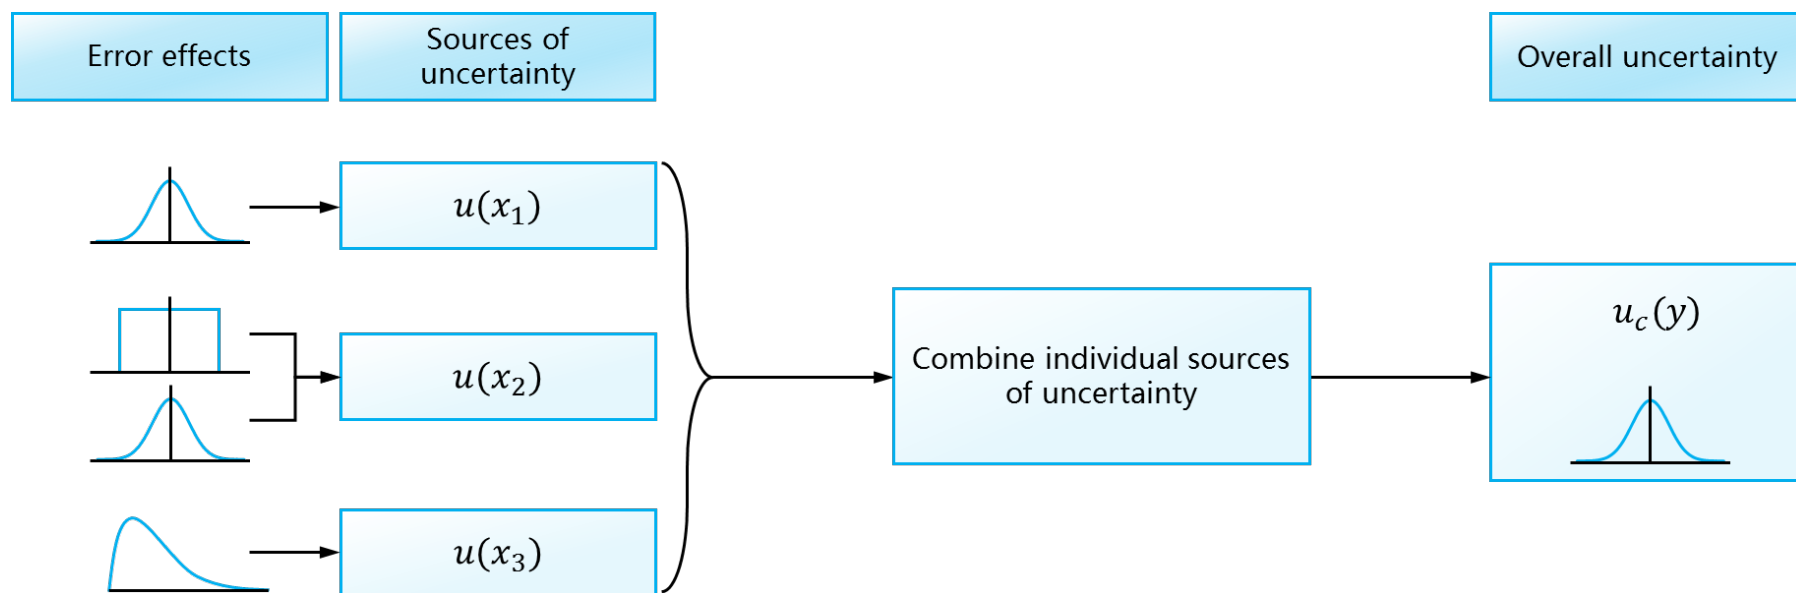 Error effects
Sources of
uncertainty
Overall uncertainty
u(x₁)
u(x₂)
u(x₃)
Combine individual sources
of uncertainty
u_c(y)